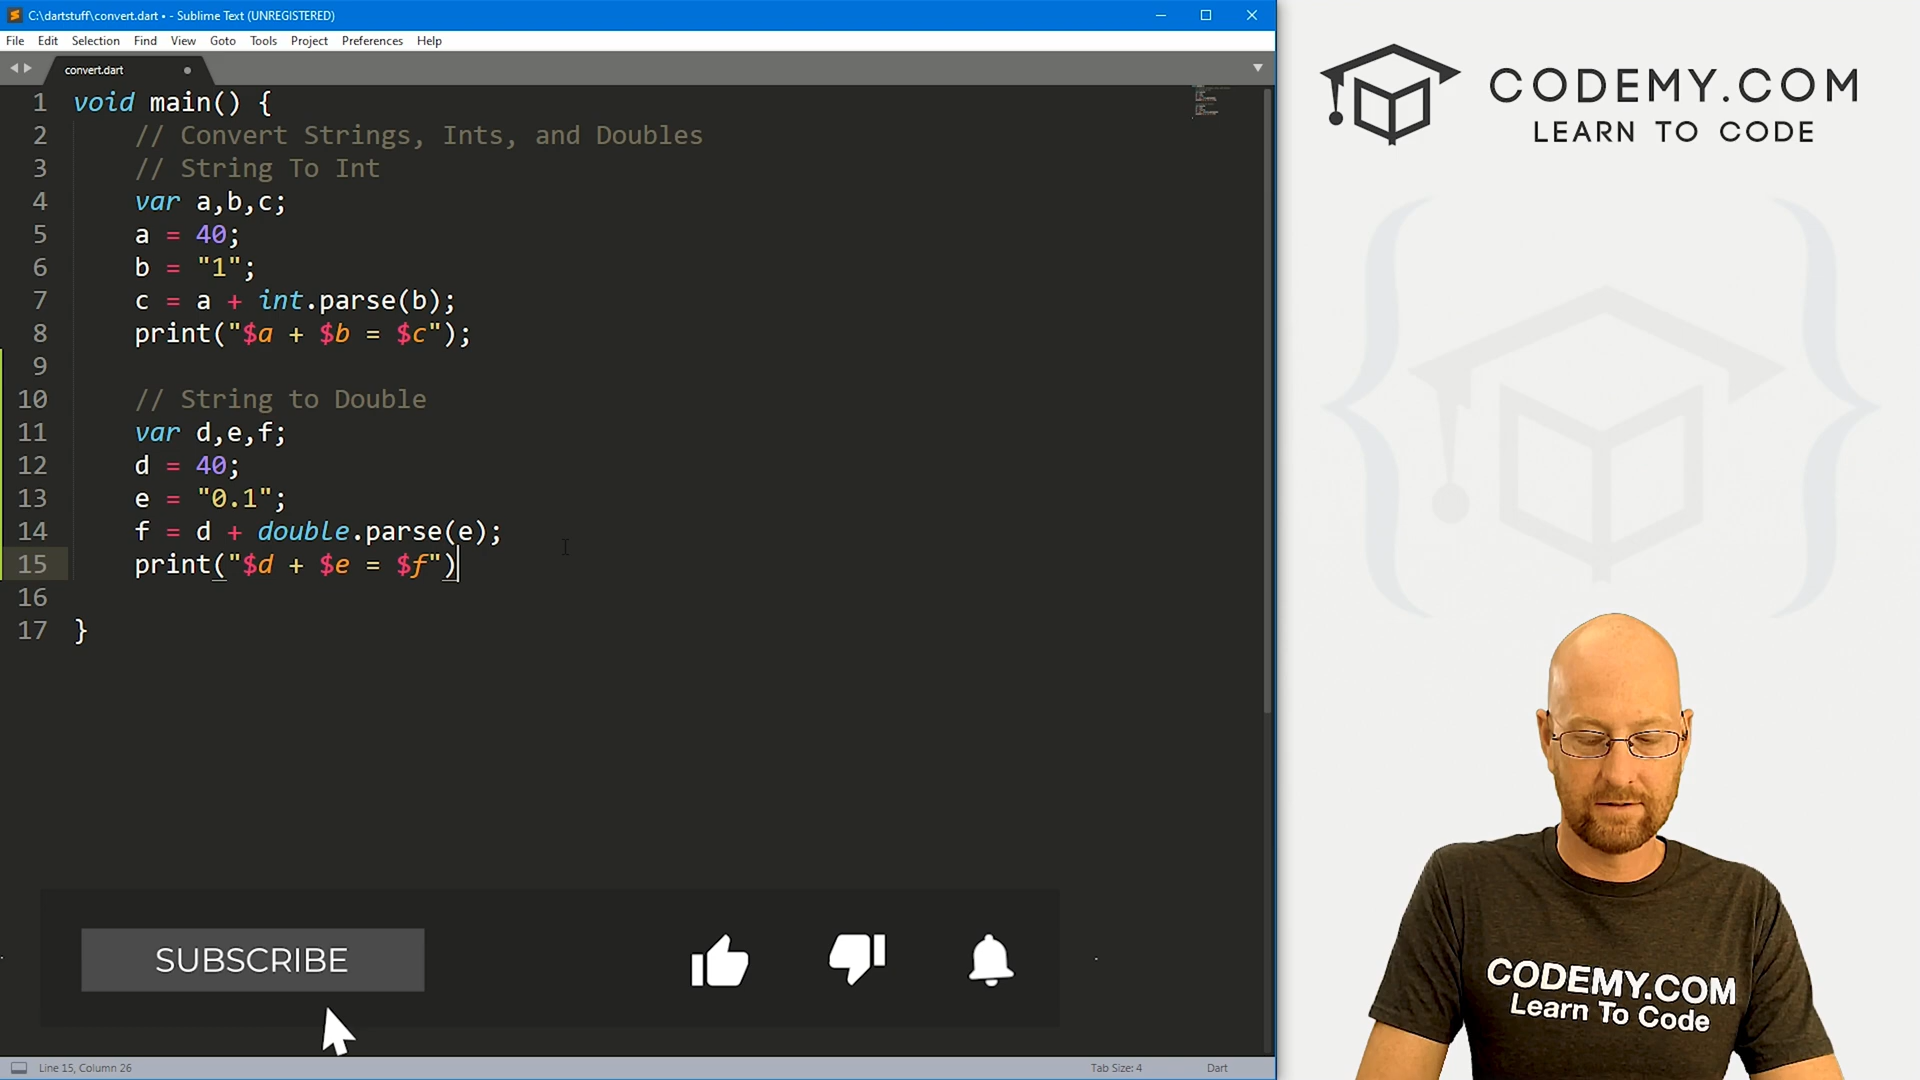 C:\dartstuff\convert.dart • - Sublime Text (UNREGISTERED)
File Edit Selection Find View Goto Tools Project Preferences Help
convert.dart
1 void main() {
2 // Convert Strings, Ints, and Doubles
3 // String To Int
4 var a,b,c;
5 a = 40;
6 b = "1";
7 c = a + int.parse(b);
8 print("$a + $b = $c");
9
10 // String to Double
11 var d,e,f;
12 d = 40;
13 e = "0.1";
14 f = d + double.parse(e);
15 print("$d + $e = $f")
16
17 }
SUBSCRIBE
Line 15, Column 26
Tab Size: 4
Dart
CODEMY.COM
LEARN TO CODE
CODEMY.COM
Learn To Code